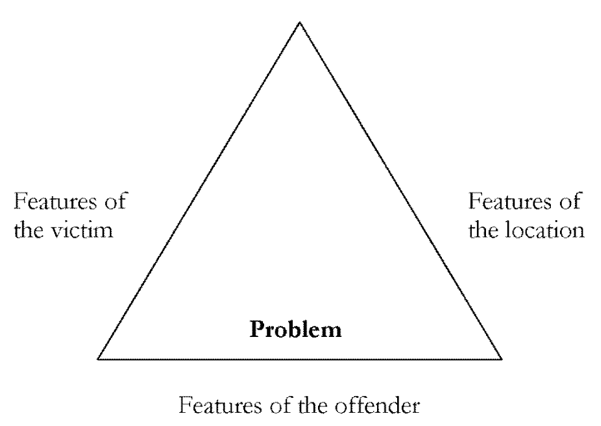 Features of
the victim
Features of
the location
Problem
Features of the offender